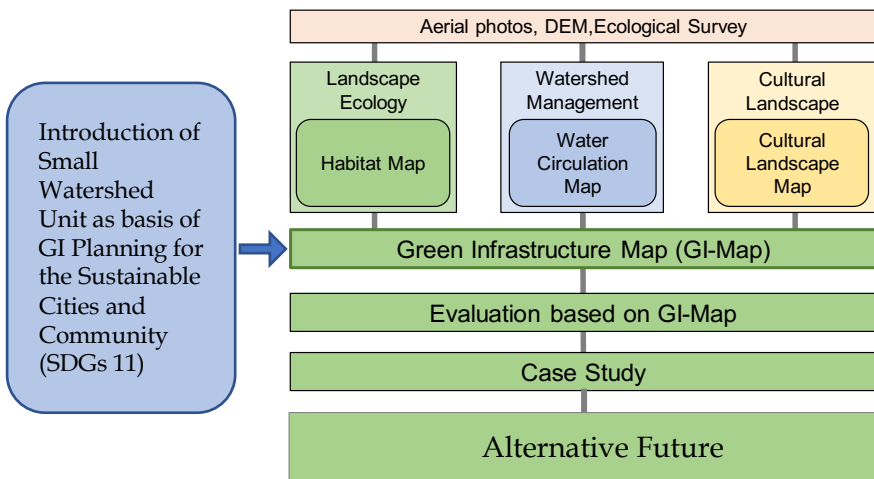 Aerial photos, DEM,Ecological Survey
Landscape
Ecology
Habitat Map
Watershed
Management
Water
Circulation
Map
Cultural
Landscape
Cultural
Landscape
Map
Introduction of
Small
Watershed
Unit as basis of
GI Planning for
the Sustainable
Cities and
Community
(SDGs 11)
Green Infrastructure Map (GI-Map)
Evaluation based on GI-Map
Case Study
Alternative Future